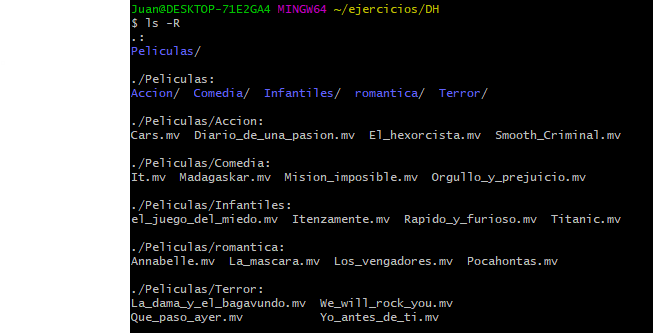 Juan@DESKTOP-71E2GA4 MINGW64 ~/ejercicios/DH
$ ls -R
.:
Peliculas/
./Peliculas:
Accion/  Comedia/  Infantiles/  romantica/  Terror/
./Peliculas/Accion:
Cars.mv  Diario_de_una_pasion.mv  El_hexorcista.mv  Smooth_Criminal.mv
./Peliculas/Comedia:
It.mv  Madagaskar.mv  Mision_imposible.mv  Orgullo_y_prejuicio.mv
./Peliculas/Infantiles:
el_juego_del_miedo.mv  Itenzamente.mv  Rapido_y_furioso.mv  Titanic.mv
./Peliculas/romantica:
Annabelle.mv  La_mascara.mv  Los_vengadores.mv  Pocahontas.mv
./Peliculas/Terror:
La_dama_y_el_bagavundo.mv  We_will_rock_you.mv
Que_paso_ayer.mv           Yo_antes_de_ti.mv